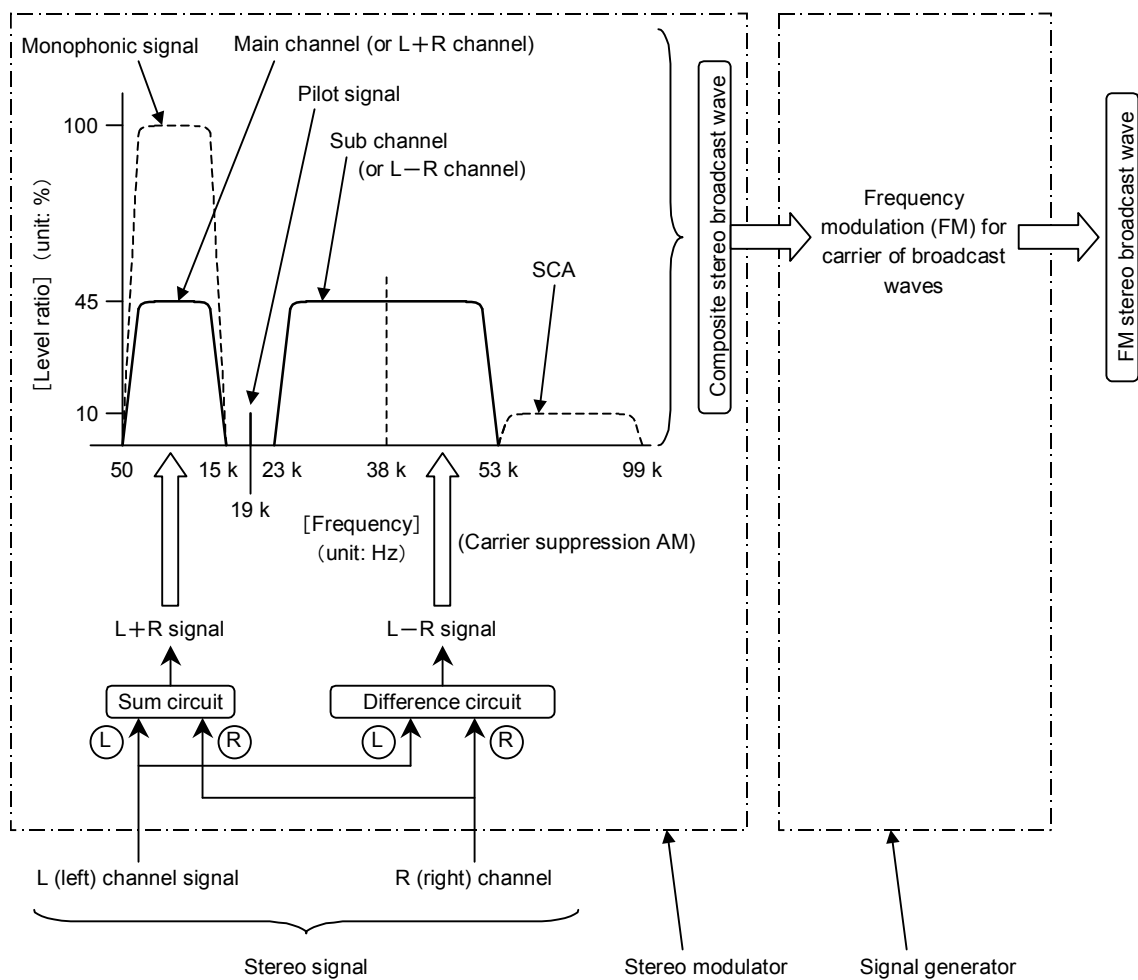 Monophonic signal
Main channel (or L+R channel)
Pilot signal
Sub channel
(or L−R channel)
SCA
[Level ratio] (unit: %)
100
45
10
50
15 k
23 k
38 k
53 k
99 k
19 k
[Frequency]
(unit: Hz)
(Carrier suppression AM)
L+R signal
L−R signal
Sum circuit
Difference circuit
L
R
L
R
L (left) channel signal
R (right) channel
Stereo signal
Stereo modulator
Signal generator
Composite stereo broadcast wave
Frequency
modulation (FM) for
carrier of broadcast
waves
FM stereo broadcast wave